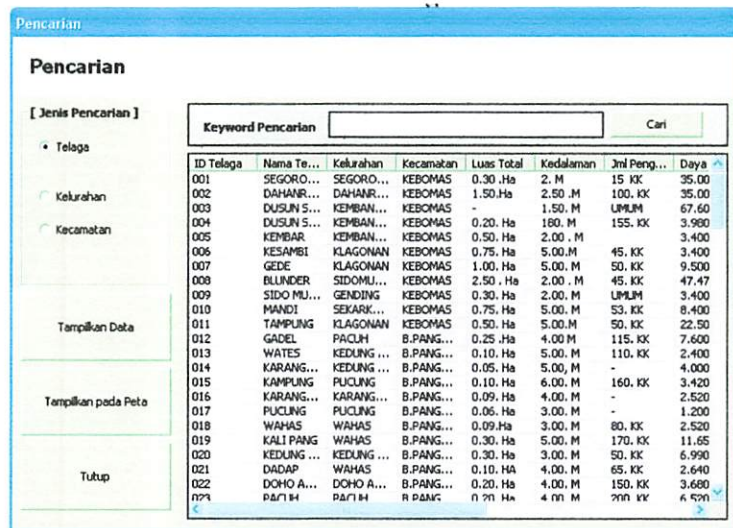 Pencarian
Pencarian
[ Jenis Pencarian ]
Telaga
Kelurahan
Kecamatan
Tampilkan Data
Tampilkan pada Peta
Tutup
Keyword Pencarian Cari
ID Telaga Nama Te... Kelurahan Kecamatan Luas Total Kedalaman Jml Peng... Daya
001 SEGORO... SEGORO... KEBOMAS 0.30 .Ha 2. M 15 KK 35.00
002 DAHANR... DAHANR... KEBOMAS 1.50.Ha 2.50 .M 100. KK 35.00
003 DUSUN S... KEMBAN... KEBOMAS - 1.50. M UMUM 67.60
004 DUSUN S... KEMBAN... KEBOMAS 0.20. Ha 180. M 155. KK 3.980
005 KEMBAR KEMBAN... KEBOMAS 0.50. Ha 2.00 . M 3.400
006 KESAMBI KLAGONAN KEBOMAS 0.75. Ha 5.00.M 45. KK 3.400
007 GEDE KLAGONAN KEBOMAS 1.00. Ha 5.00. M 50. KK 9.500
008 BLUNDER SIDOMU... KEBOMAS 2.50 . Ha 2.00 . M 45. KK 47.47
009 SIDO MU... GENDING KEBOMAS 0.30. Ha 2.00. M UMUM 3.400
010 MANDI SEKARK... KEBOMAS 0.75. Ha 5.00. M 53. KK 8.400
011 TAMPUNG KLAGONAN KEBOMAS 0.50. Ha 5.00.M 50. KK 22.50
012 GADEL PACUH B.PANG... 0.25 .Ha 4.00 M 115. KK 7.600
013 WATES KEDUNG ... B.PANG... 0.10. Ha 5.00. M 110. KK 2.400
014 KARANG... KEDUNG ... B.PANG... 0.05. Ha 5.00, M - 4.000
015 KAMPUNG PUCUNG B.PANG... 0.10. Ha 6.00. M 160. KK 3.420
016 KARANG... KARANG... B.PANG... 0.09. Ha 4.00. M - 2.520
017 PUCUNG PUCUNG B.PANG... 0.06. Ha 3.00. M - 1.200
018 WAHAS WAHAS B.PANG... 0.09.Ha 3.00. M 80. KK 2.520
019 KALI PANG WAHAS B.PANG... 0.30. Ha 5.00. M 170. KK 11.65
020 KEDUNG ... KEDUNG ... B.PANG... 0.30. Ha 3.00. M 50. KK 6.990
021 DADAP WAHAS B.PANG... 0.10. HA 4.00. M 65. KK 2.640
022 DOHO A... DOHO A... B.PANG... 0.20. Ha 4.00. M 150. KK 3.680
023 PACUH PACUH B.PANG 0.20. Ha 4.00. M 200. KK 6.520